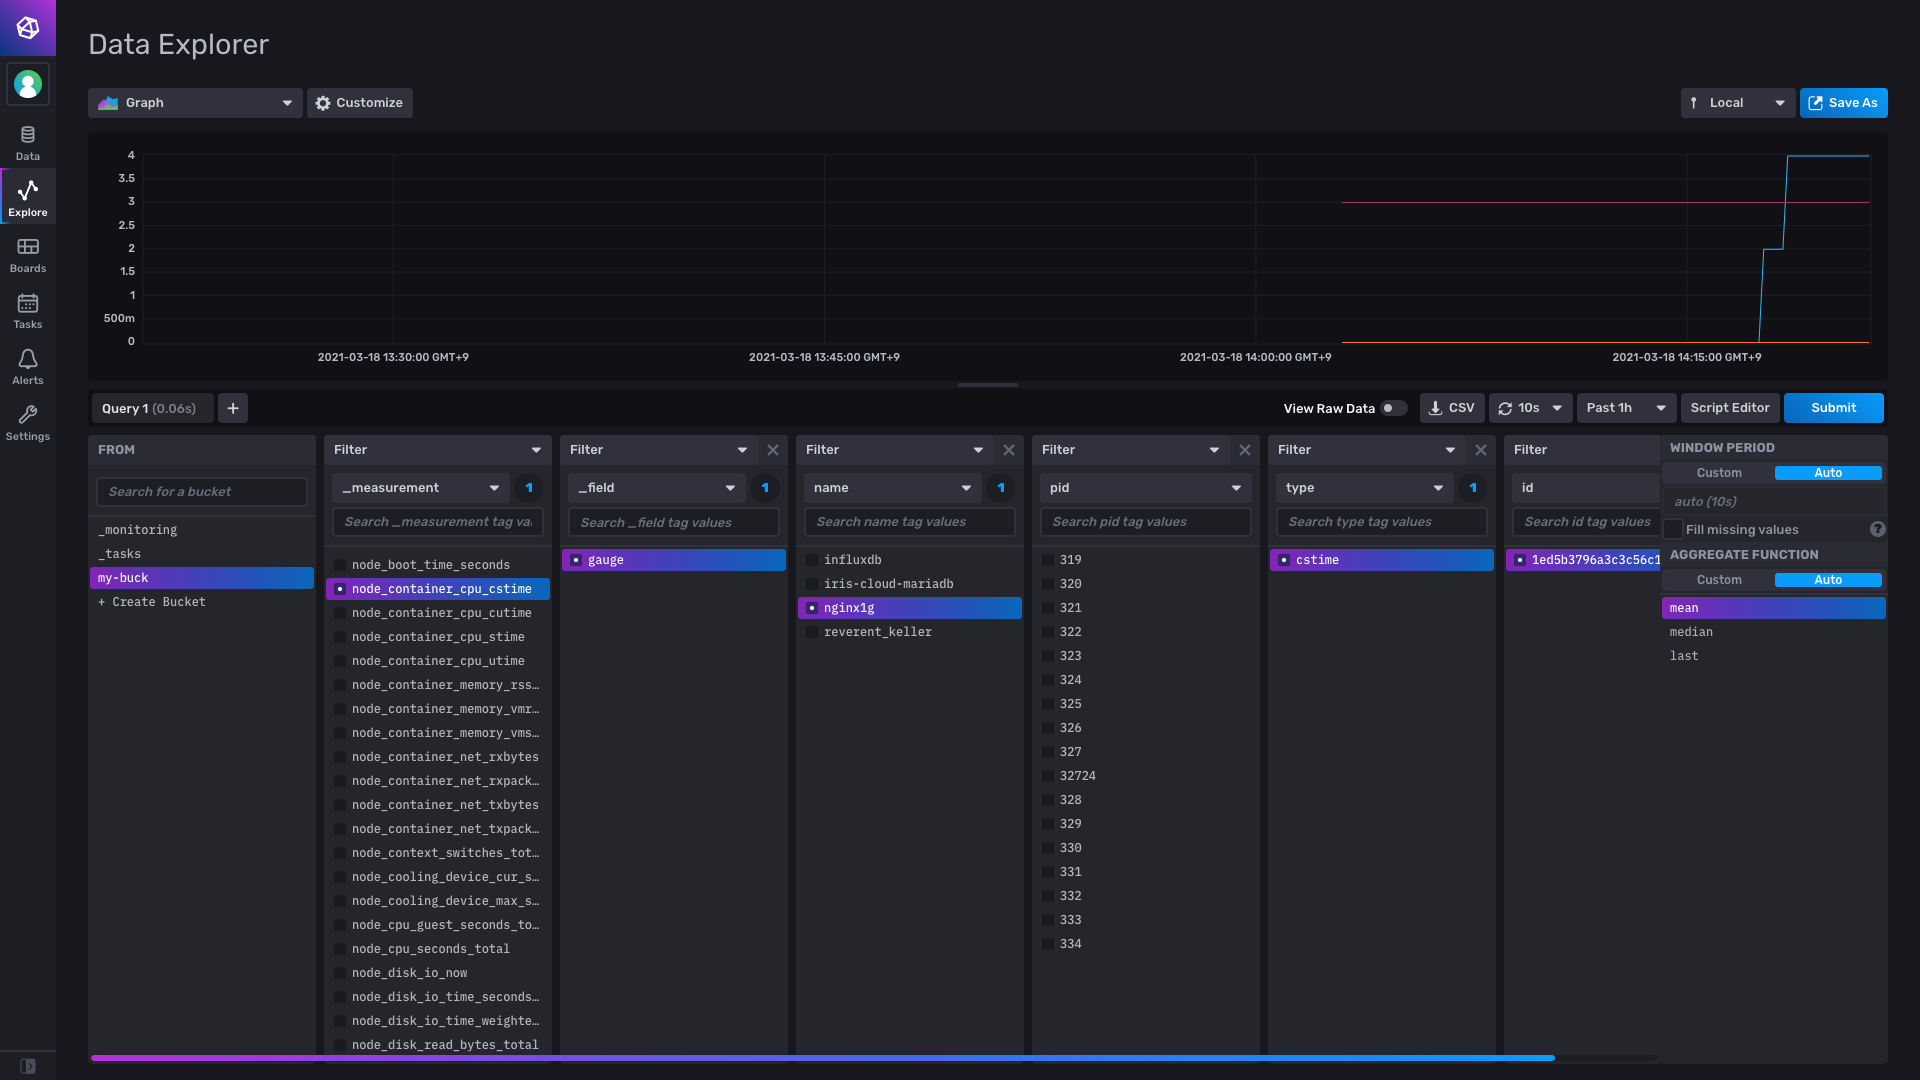 Data Explorer
Graph
Customize
Local
Save As
Data
Explore
Boards
Tasks
Alerts
Settings
4
3.5
3
2.5
2
1.5
1
500m
0
2021-03-18 13:30:00 GMT+9
2021-03-18 13:45:00 GMT+9
2021-03-18 14:00:00 GMT+9
2021-03-18 14:15:00 GMT+9
Query 1 (0.06s)
+
View Raw Data
CSV
10s
Past 1h
Script Editor
Submit
FROM
Search for a bucket
_monitoring
_tasks
my-buck
+ Create Bucket
Filter
_measurement
1
Search _measurement tag va
node_boot_time_seconds
node_container_cpu_cstime
node_container_cpu_cutime
node_container_cpu_stime
node_container_cpu_utime
node_container_memory_rss…
node_container_memory_vmr…
node_container_memory_vms…
node_container_net_rxbytes
node_container_net_rxpack…
node_container_net_txbytes
node_container_net_txpack…
node_context_switches_tot…
node_cooling_device_cur_s…
node_cooling_device_max_s…
node_cpu_guest_seconds_to…
node_cpu_seconds_total
node_disk_io_now
node_disk_io_time_seconds…
node_disk_io_time_weighte…
node_disk_read_bytes_total
Filter
_field
1
Search _field tag values
gauge
Filter
name
1
Search name tag values
influxdb
iris-cloud-mariadb
nginx1g
reverent_keller
Filter
pid
Search pid tag values
319
320
321
322
323
324
325
326
327
32724
328
329
330
331
332
333
334
Filter
type
1
Search type tag values
cstime
Filter
id
Search id tag values
1ed5b3796a3c3c56c1
WINDOW PERIOD
Custom
Auto
auto (10s)
Fill missing values
?
AGGREGATE FUNCTION
Custom
Auto
mean
median
last